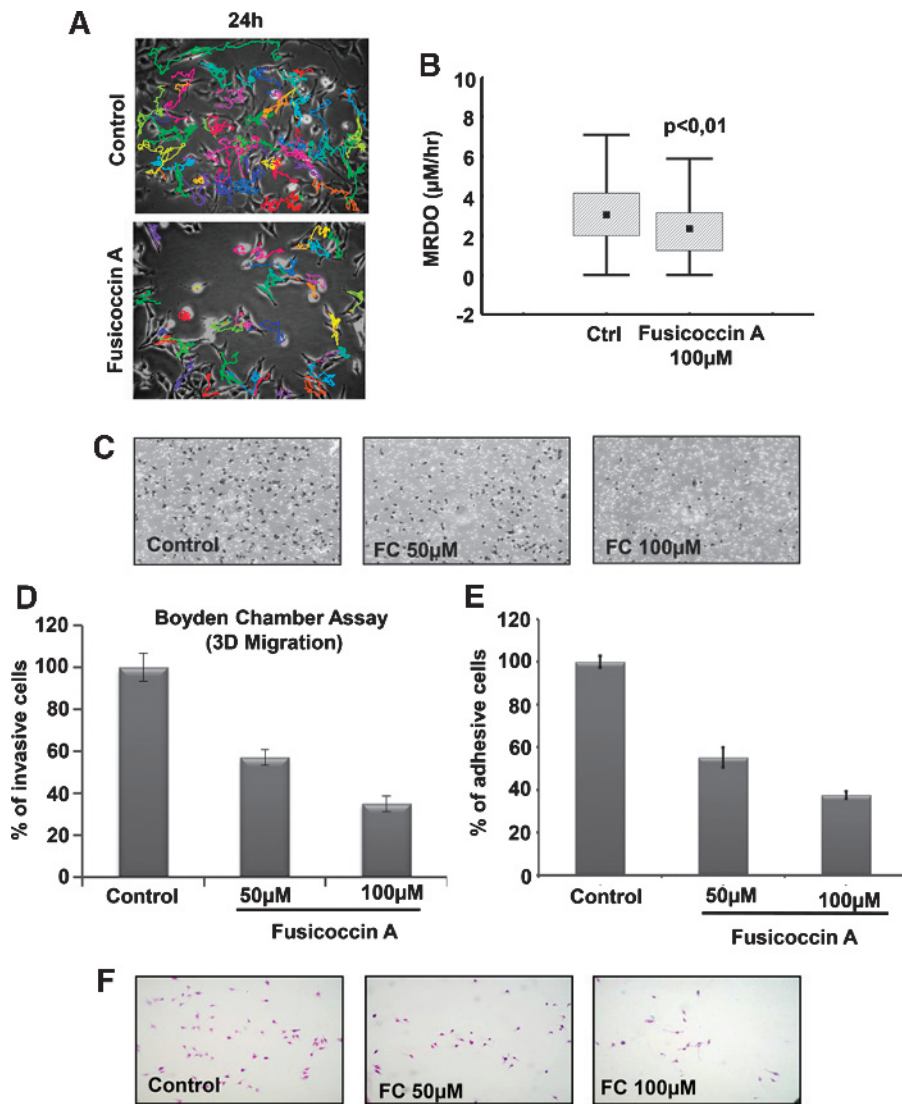 A
24h
Control
Fusicoccin A
B
10
8
6
4
2
0
-2
MRDO (µM/hr)
p<0,01
Ctrl
Fusicoccin A
100µM
C
Control
FC 50µM
FC 100µM
D
Boyden Chamber Assay
(3D Migration)
120
100
80
60
40
20
0
% of invasive cells
Control
50µM
100µM
Fusicoccin A
E
120
100
80
60
40
20
0
% of adhesive cells
Control
50µM
100µM
Fusicoccin A
F
Control
FC 50µM
FC 100µM